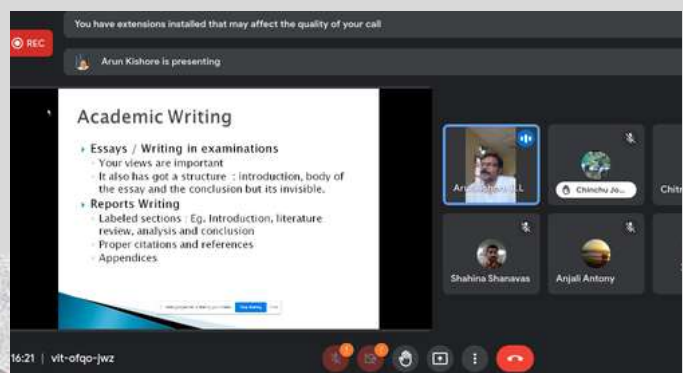 You have extensions installed that may affect the quality of your call
REC
Arun Kishore is presenting
Academic Writing
Essays / Writing in examinations
Your views are important
It also has got a structure : introduction, body of
the essay and the conclusion but its invisible.
Reports Writing
Labeled sections : Eg. Introduction, literature
review, analysis and conclusion
Proper citations and references
Appendices
Chinchu Jo...
Shahina Shanavas
Anjali Antony
16:21 | vit-ofqo-jwz